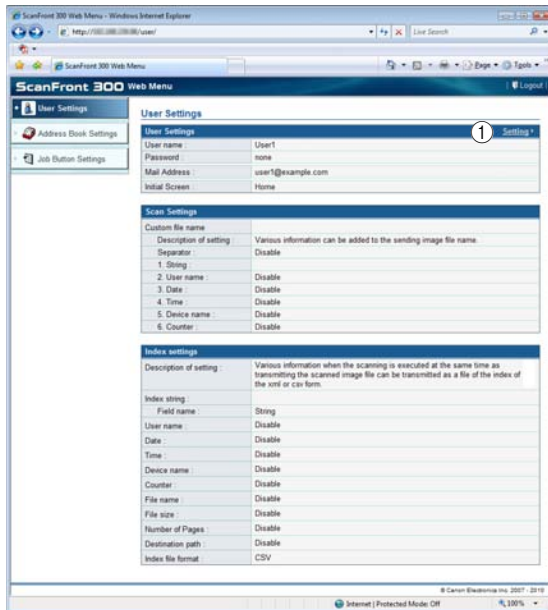 ScanFront 300 Web Menu - Windows Internet Explorer
/user/
Live Search
ScanFront 300 Web Menu
Page
Tools
ScanFront 300 Web Menu
Logout
User Settings
Address Book Settings
Job Button Settings
User Settings
User Settings
1
Setting
User name :
User1
Password :
none
Mail Address :
user1@example.com
Initial Screen :
Home
Scan Settings
Custom file name
Description of setting :
Various information can be added to the sending image file name.
Separator :
Disable
1. String :
2. User name :
Disable
3. Date :
Disable
4. Time :
Disable
5. Device name :
Disable
6. Counter :
Disable
Index settings
Description of setting :
Various information when the scanning is executed at the same time as
transmitting the scanned image file can be transmitted as a file of the index of
the xml or csv form.
Index string :
Field name :
String
User name :
Disable
Date :
Disable
Time :
Disable
Device name :
Disable
Counter :
Disable
File name :
Disable
File size :
Disable
Number of Pages :
Disable
Destination path :
Disable
Index file format :
CSV
© Canon Electronics Inc. 2007 - 2010
Internet | Protected Mode: Off
100%